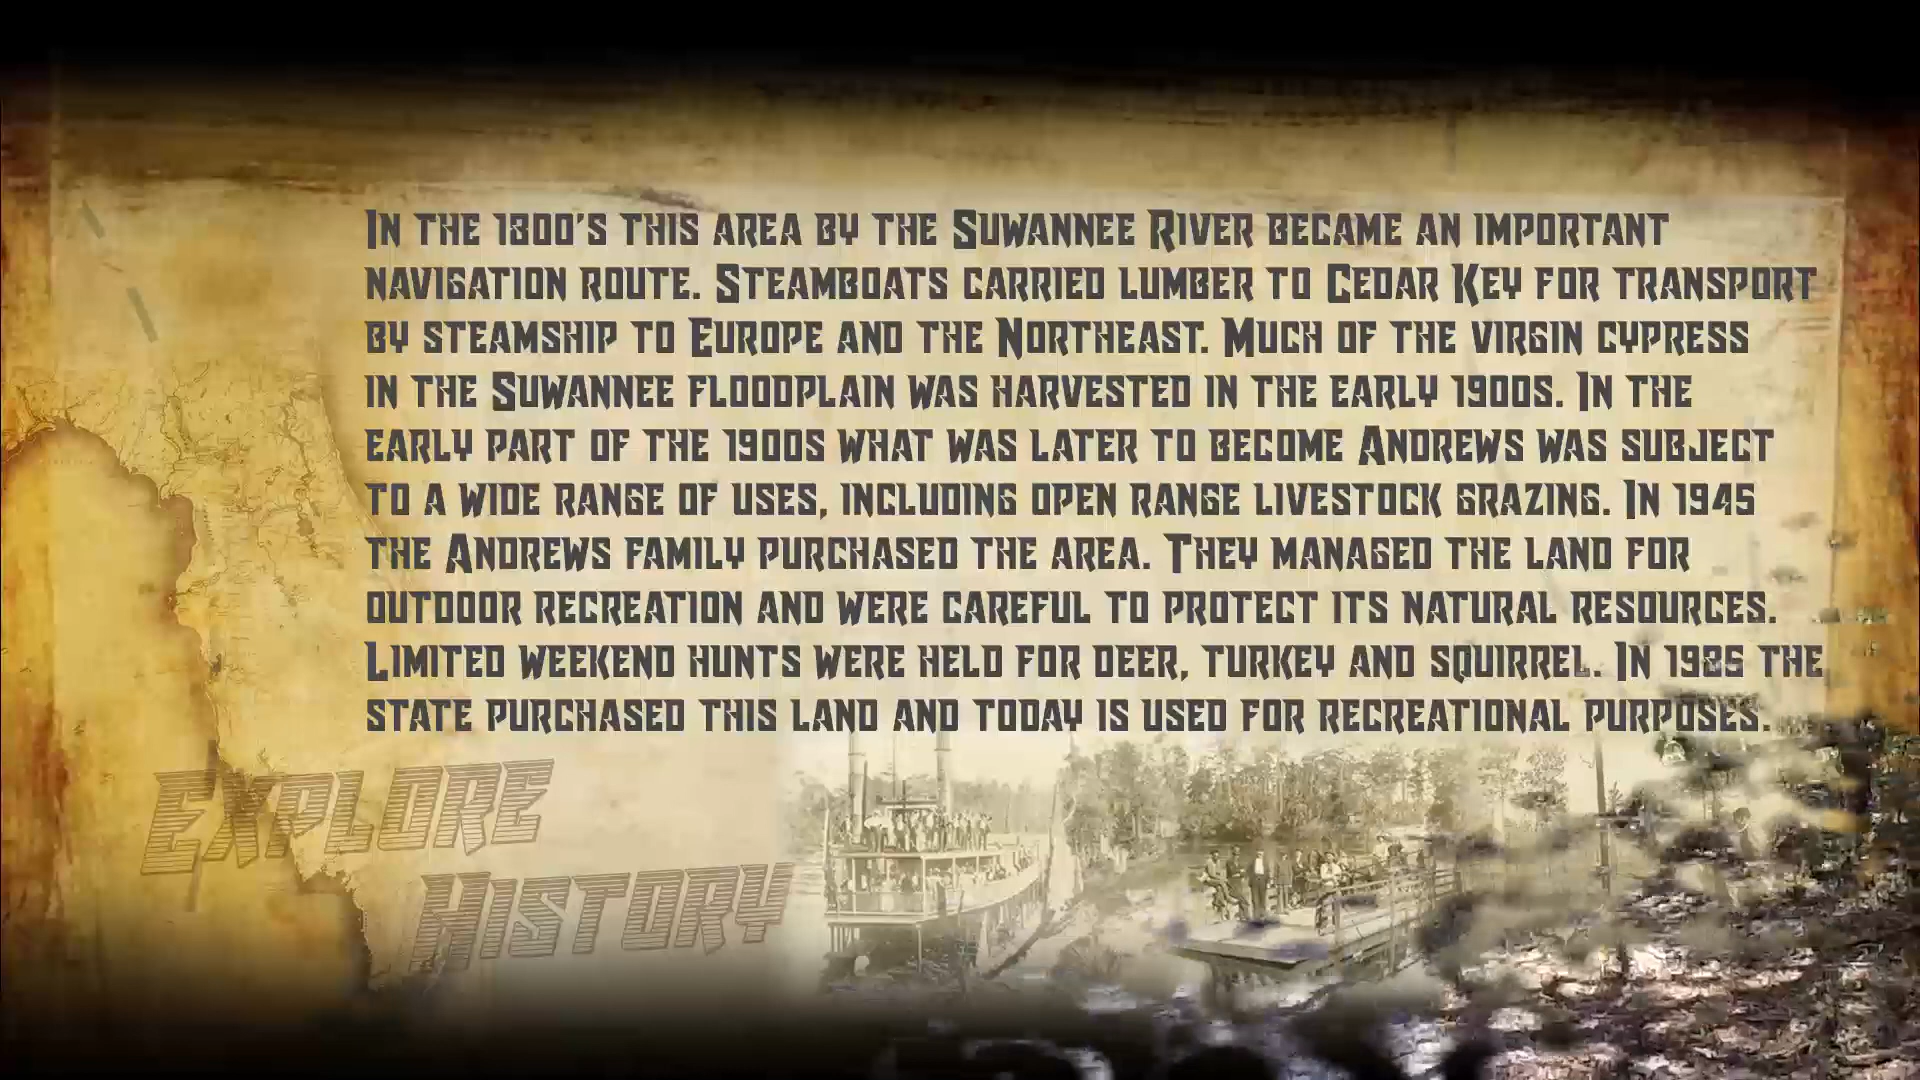 In the 1800's this area by the Suwannee River became an important
navigation route. Steamboats carried lumber to Cedar Key for transport
by steamship to Europe and the Northeast. Much of the virgin cypress
in the Suwannee floodplain was harvested in the early 1900s. In the
early part of the 1900s what was later to become Andrews was subject
to a wide range of uses, including open range livestock grazing. In 1945
the Andrews family purchased the area. They managed the land for
outdoor recreation and were careful to protect its natural resources.
Limited weekend hunts were held for deer, turkey and squirrel. In 1985 the
state purchased this land and today is used for recreational purposes.
Explore
History